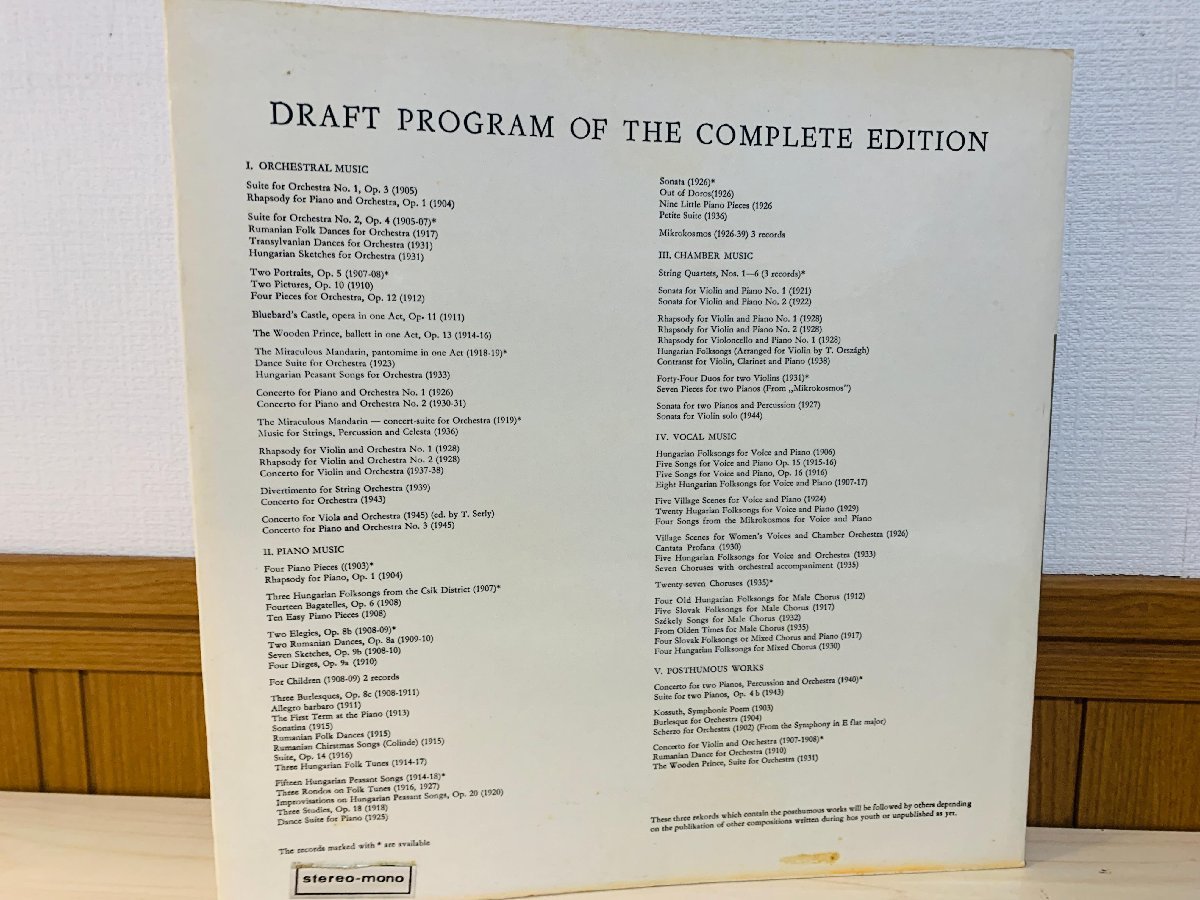 DRAFT PROGRAM OF THE COMPLETE EDITION
I. ORCHESTRAL MUSIC
Suite for Orchestra No. 1, Op. 3 (1905)
Rhapsody for Piano and Orchestra, Op. 1 (1904)
Suite for Orchestra No. 2, Op. 4 (1905-07)*
Rumanian Folk Dances for Orchestra (1917)
Transylvanian Dances for Orchestra (1931)
Hungarian Sketches for Orchestra (1931)
Two Portraits, Op. 5 (1907-08)*
Two Pictures, Op. 10 (1910)
Four Pieces for Orchestra, Op. 12 (1912)
Bluebard's Castle, opera in one Act, Op. 11 (1911)
The Wooden Prince, ballett in one Act, Op. 13 (1914-16)
The Miraculous Mandarin, pantomime in one Act (1918-19)*
Dance Suite for Orchestra (1923)
Hungarian Peasant Songs for Orchestra (1933)
Concerto for Piano and Orchestra No. 1 (1926)
Concerto for Piano and Orchestra No. 2 (1930-31)
The Miraculous Mandarin — concert-suite for Orchestra (1919)*
Music for Strings, Percussion and Celesta (1936)
Rhapsody for Violin and Orchestra No. 1 (1928)
Rhapsody for Violin and Orchestra No. 2 (1928)
Concerto for Violin and Orchestra (1937-38)
Divertimento for String Orchestra (1939)
Concerto for Orchestra (1943)
Concerto for Viola and Orchestra (1945) (ed. by T. Serly)
Concerto for Piano and Orchestra No. 3 (1945)
II. PIANO MUSIC
Four Piano Pieces ((1903)*
Rhapsody for Piano, Op. 1 (1904)
Three Hungarian Folksongs from the Csík District (1907)*
Fourteen Bagatelles, Op. 6 (1908)
Ten Easy Piano Pieces (1908)
Two Elegies, Op. 8b (1908-09)*
Two Rumanian Dances, Op. 8a (1909-10)
Seven Sketches, Op. 9b (1908-10)
Four Dirges, Op. 9a (1910)
For Children (1908-09) 2 records
Three Burlesques, Op. 8c (1908-1911)
Allegro barbaro (1911)
The First Term at the Piano (1913)
Sonatina (1915)
Rumanian Folk Dances (1915)
Rumanian Chirstmas Songs (Colinde) (1915)
Suite, Op. 14 (1916)
Three Hungarian Folk Tunes (1914-17)
Fifteen Hungarian Peasant Songs (1914-18)*
Three Rondos on Folk Tunes (1916, 1927)
Improvisations on Hungarian Peasant Songs, Op. 20 (1920)
Three Studies, Op. 18 (1918)
Dance Suite for Piano (1925)
The records marked with * are available
stereo-mono
Sonata (1926)*
Out of Doros(1926)
Nine Little Piano Pieces (1926
Petite Suite (1936)
Mikrokosmos (1926-39) 3 records
III. CHAMBER MUSIC
String Quartets, Nos. 1—6 (3 records)*
Sonata for Violin and Piano No. 1 (1921)
Sonata for Violin and Piano No. 2 (1922)
Rhapsody for Violin and Piano No. 1 (1928)
Rhapsody for Violin and Piano No. 2 (1928)
Rhapsody for Violoncello and Piano No. 1 (1928)
Hungarian Folksongs (Arranged for Violin by T. Országh)
Contranst for Violin, Clarinet and Piano (1938)
Forty-Four Duos for two Violins (1931)*
Seven Pieces for two Pianos (From „Mikrokosmos")
Sonata for two Pianos and Percussion (1927)
Sonata for Violin solo (1944)
IV. VOCAL MUSIC
Hungarian Folksongs for Voice and Piano (1906)
Five Songs for Voice and Piano Op. 15 (1915-16)
Five Songs for Voice and Piano, Op. 16 (1916)
Eight Hungarian Folksongs for Voice and Piano (1907-17)
Five Village Scenes for Voice and Piano (1924)
Twenty Hugarian Folksongs for Voice and Piano (1929)
Four Songs from the Mikrokosmos for Voice and Piano
Village Scenes for Women's Voices and Chamber Orchestra (1926)
Cantata Profana (1930)
Five Hungarian Folksongs for Voice and Orchestra (1933)
Seven Choruses with orchestral accompaniment (1935)
Twenty-seven Choruses (1935)*
Four Old Hungarian Folksongs for Male Chorus (1912)
Five Slovak Folksongs for Male Chorus (1917)
Székely Songs for Male Chorus (1932)
From Olden Times for Male Chorus (1935)
Four Slovak Folksongs or Mixed Chorus and Piano (1917)
Four Hungarian Folksongs for Mixed Chorus (1930)
V. POSTHUMOUS WORKS
Concerto for two Pianos, Percussion and Orchestra (1940)*
Suite for two Pianos, Op. 4 b (1943)
Kossuth, Symphonic Poem (1903)
Burlesque for Orchestra (1904)
Scherzo for Orchestra (1902) (From the Symphony in E flat major)
Concerto for Violin and Orchestra (1907-1908)*
Rumanian Dance for Orchestra (1910)
The Wooden Prince, Suite for Orchestra (1931)
These three rekords which contain the posthumous works will be followed by others depending
on the publikation of other compositions written during hos youth or unpublished as yet.